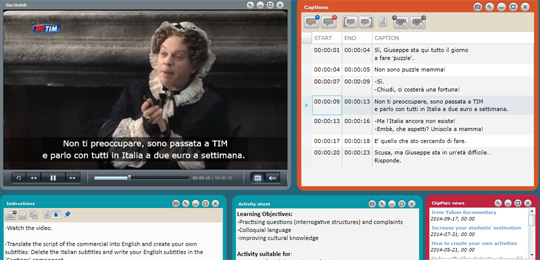 Garibaldi
TIM
Non ti preoccupare, sono passata a TIM
e parlo con tutti in Italia a due euro a settimana.
Captions
START END CAPTION
00:00:01 00:00:04 Sì, Giuseppe sta qui tutto il giorno
a fare 'puzzle'.
00:00:04 00:00:05 Non sono puzzle mamma!
00:00:07 00:00:09 -Sì.
-Chiudi, ci costerà una fortuna!
00:00:09 00:00:13 Non ti preoccupare, sono passata a TIM
e parlo con tutti in Italia a due euro a settimana.
00:00:13 00:00:16 -Ma l'Italia ancora non esiste!
-Embè, che aspetti? Uniscila a mamma!
00:00:17 00:00:18 E' quello che sto cercando di fare.
00:00:20 00:00:23 Scusa, ma Giuseppe sta in un'età difficile...
Risponde.
Instructions
-Watch the video.
-Translate the script of the commercial into English and create your own
subtitles: Delete the Italian subtitles and write your English subtitles in the
Activity sheet
Learning Objectives:
-Practising questions (interrogative structures) and complaints
-Colloquial language
-Improving cultural knowledge
Activity suitable for:
ClipFlair news
Irvin Yalom documentary
2014-09-17, 00:00
Increase your students' motivation
2014-07-31, 00:00
How to create your own activities
2014-05-21, 00:00